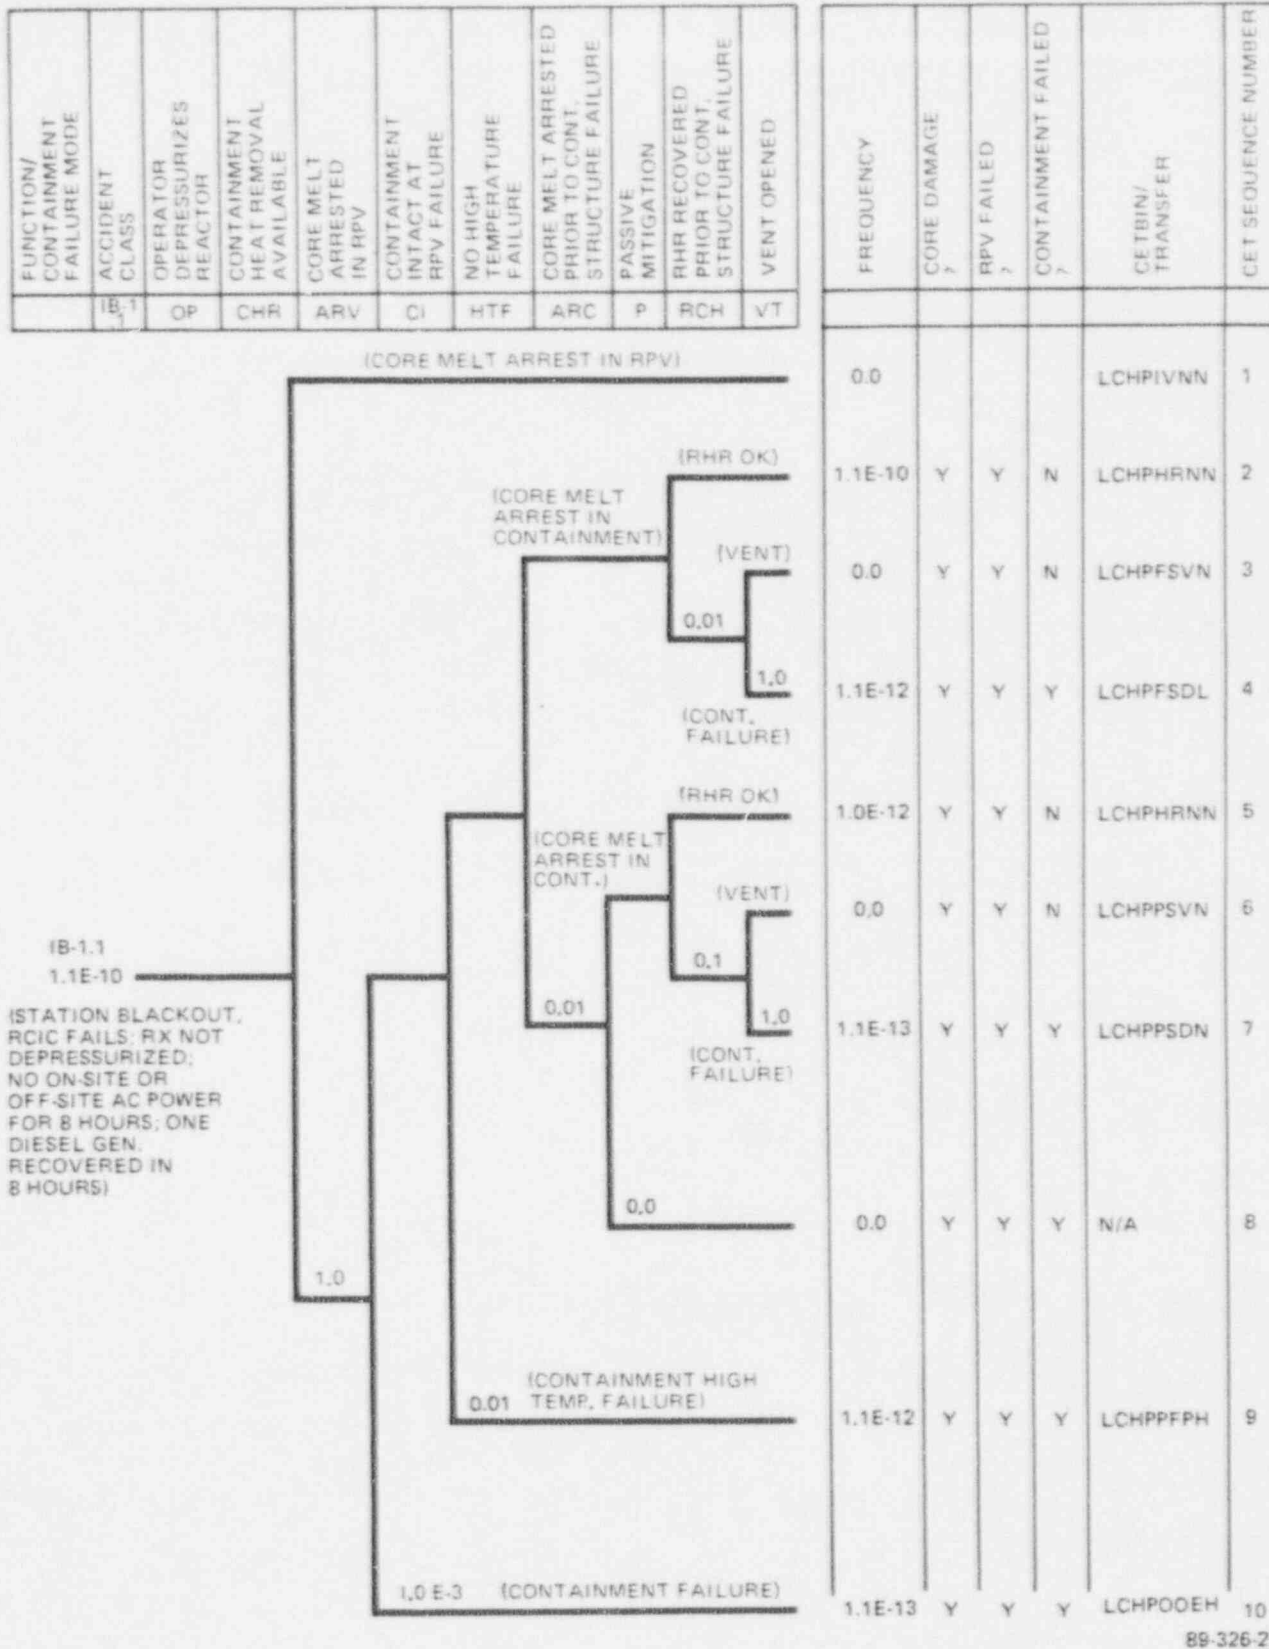 FUNCTION/
CONTAINMENT
FAILURE MODE
ACCIDENT
CLASS
OPERATOR
DEPRESSURIZES
REACTOR
CONTAINMENT
HEAT REMOVAL
AVAILABLE
CORE MELT
ARRESTED
IN RPV
CONTAINMENT
INTACT AT
RPV FAILURE
NO HIGH
TEMPERATURE
FAILURE
CORE MELT ARRESTED
PRIOR TO CONT.
STRUCTURE FAILURE
PASSIVE
MITIGATION
RHR RECOVERED
PRIOR TO CONT.
STRUCTURE FAILURE
VENT OPENED
FREQUENCY
CORE DAMAGE
?
RPV FAILED
?
CONTAINMENT FAILED
?
CETBIN/
TRANSFER
CET SEQUENCE NUMBER
IB-1
.1
OP CHR ARV CI HTF ARC P RCH VT
(CORE MELT ARREST IN RPV)
0.0 LCHPIVNN 1
(RHR OK)
1.1E-10 Y Y N LCHPHRNN 2
(CORE MELT
ARREST IN
CONTAINMENT)
(VENT)
0.0 Y Y N LCHPFSVN 3
0.01
1.0
1.1E-12 Y Y Y LCHPFSDL 4
(CONT.
FAILURE)
(RHR OK)
1.0E-12 Y Y N LCHPHRNN 5
(CORE MELT
ARREST IN
CONT.)
(VENT)
0.0 Y Y N LCHPPSVN 6
0.1
IB-1.1
1.1E-10
0.01
1.0
1.1E-13 Y Y Y LCHPPSDN 7
(CONT.
FAILURE)
(STATION BLACKOUT,
RCIC FAILS; RX NOT
DEPRESSURIZED;
NO ON-SITE OR
OFF-SITE AC POWER
FOR 8 HOURS; ONE
DIESEL GEN.
RECOVERED IN
8 HOURS)
0.0
0.0 Y Y Y N/A 8
1.0
(CONTAINMENT HIGH
TEMP. FAILURE)
0.01
1.1E-12 Y Y Y LCHPPFPH 9
1.0 E-3 (CONTAINMENT FAILURE)
1.1E-13 Y Y Y LCHPOOEH 10
89-326-2